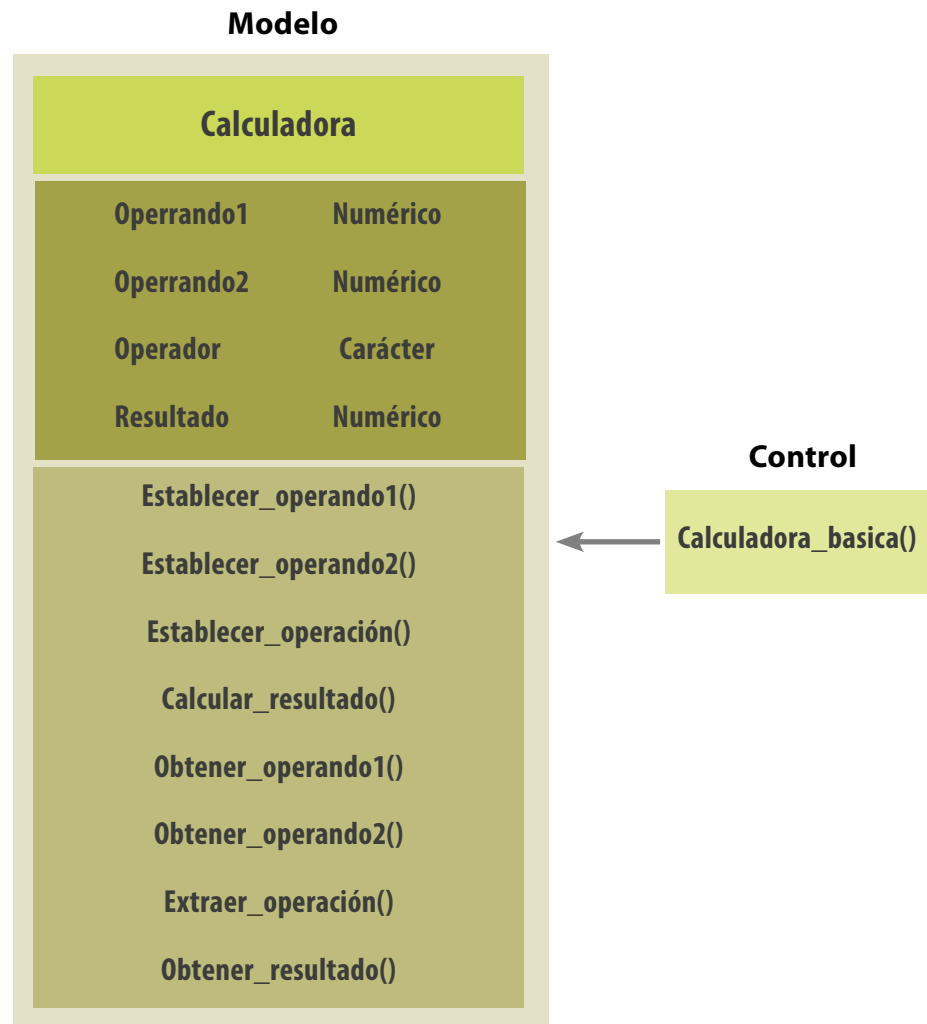 Modelo
Calculadora
Operrando1 Numérico
Operrando2 Numérico
Operador Carácter
Resultado Numérico
Establecer_operando1()
Establecer_operando2()
Establecer_operación()
Calcular_resultado()
Obtener_operando1()
Obtener_operando2()
Extraer_operación()
Obtener_resultado()
Control
Calculadora_basica()